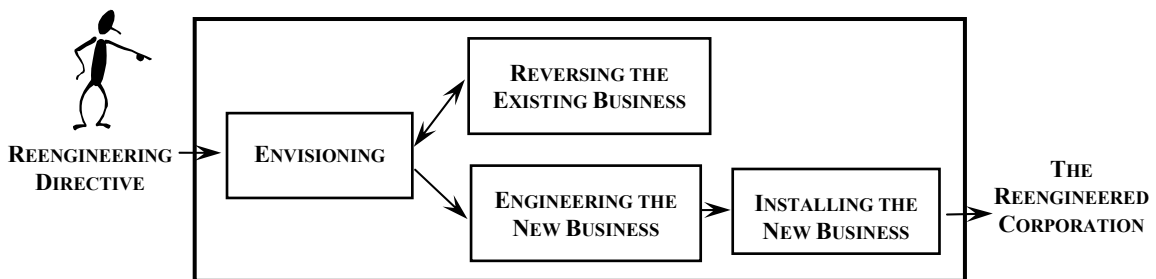 REENGINEERING
DIRECTIVE
ENVISIONING
REVERSING THE
EXISTING BUSINESS
ENGINEERING THE
NEW BUSINESS
INSTALLING THE
NEW BUSINESS
THE
REENGINEERED
CORPORATION